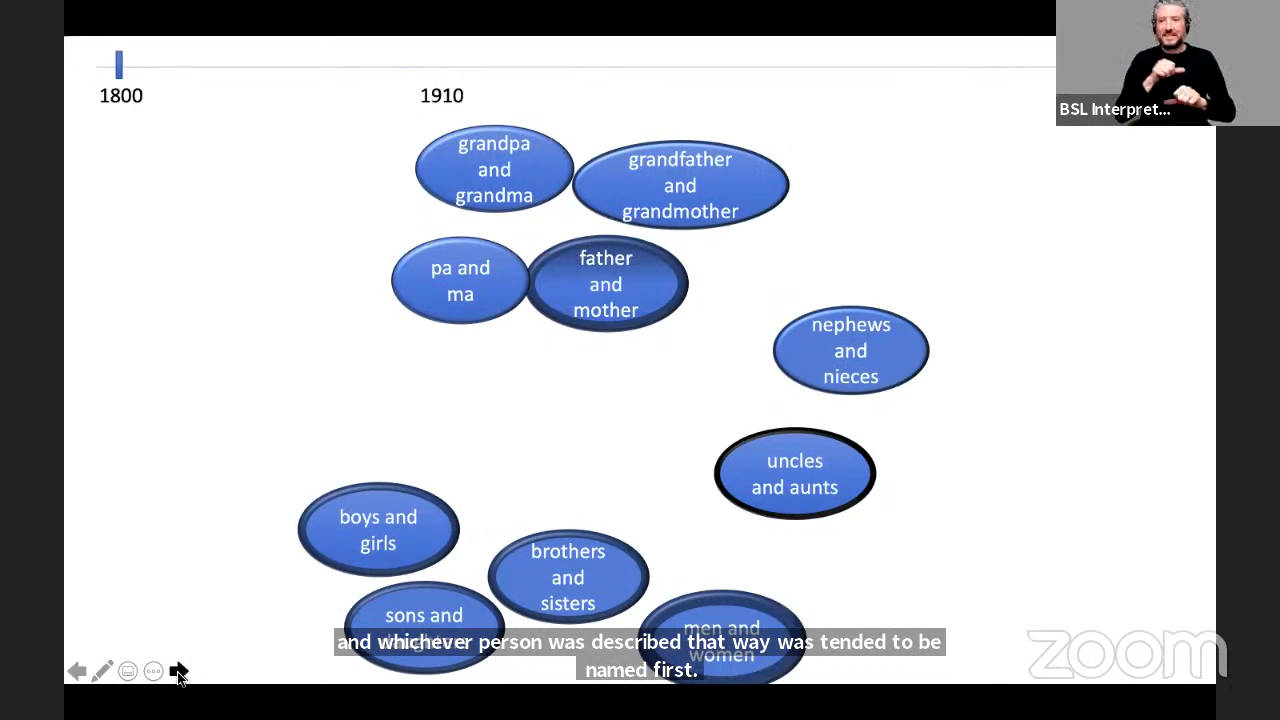 1800
1910
BSL Interpret...
grandpa
and
grandma
grandfather
and
grandmother
pa and
ma
father
and
mother
nephews
and
nieces
uncles
and aunts
boys and
girls
brothers
and
sisters
sons and
men and
women
and whichever person was described that way was tended to be
named first.
zoom